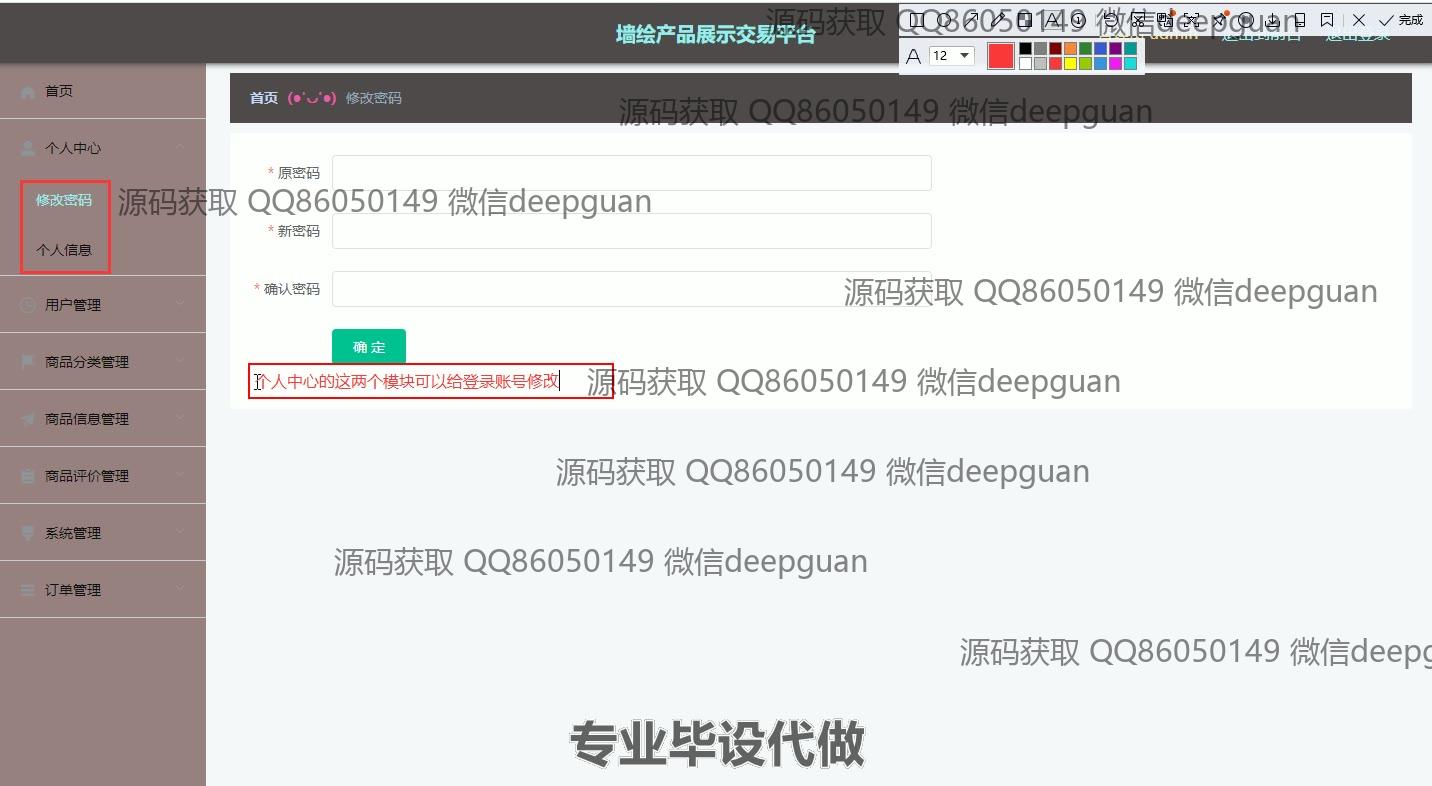 源码获取 QQ86050149 微信deepguan
墙绘产品展示交易平台
admin
退出到前台
退出登录
完成
A 12
首页 (●'◡'●) 修改密码
源码获取 QQ86050149 微信deepguan
首页
个人中心
修改密码
个人信息
用户管理
商品分类管理
商品信息管理
商品评价管理
系统管理
订单管理
* 原密码
源码获取 QQ86050149 微信deepguan
* 新密码
* 确认密码
源码获取 QQ86050149 微信deepguan
确定
个人中心的这两个模块可以给登录账号修改
源码获取 QQ86050149 微信deepguan
源码获取 QQ86050149 微信deepguan
源码获取 QQ86050149 微信deepguan
源码获取 QQ86050149 微信deepg
专业毕设代做